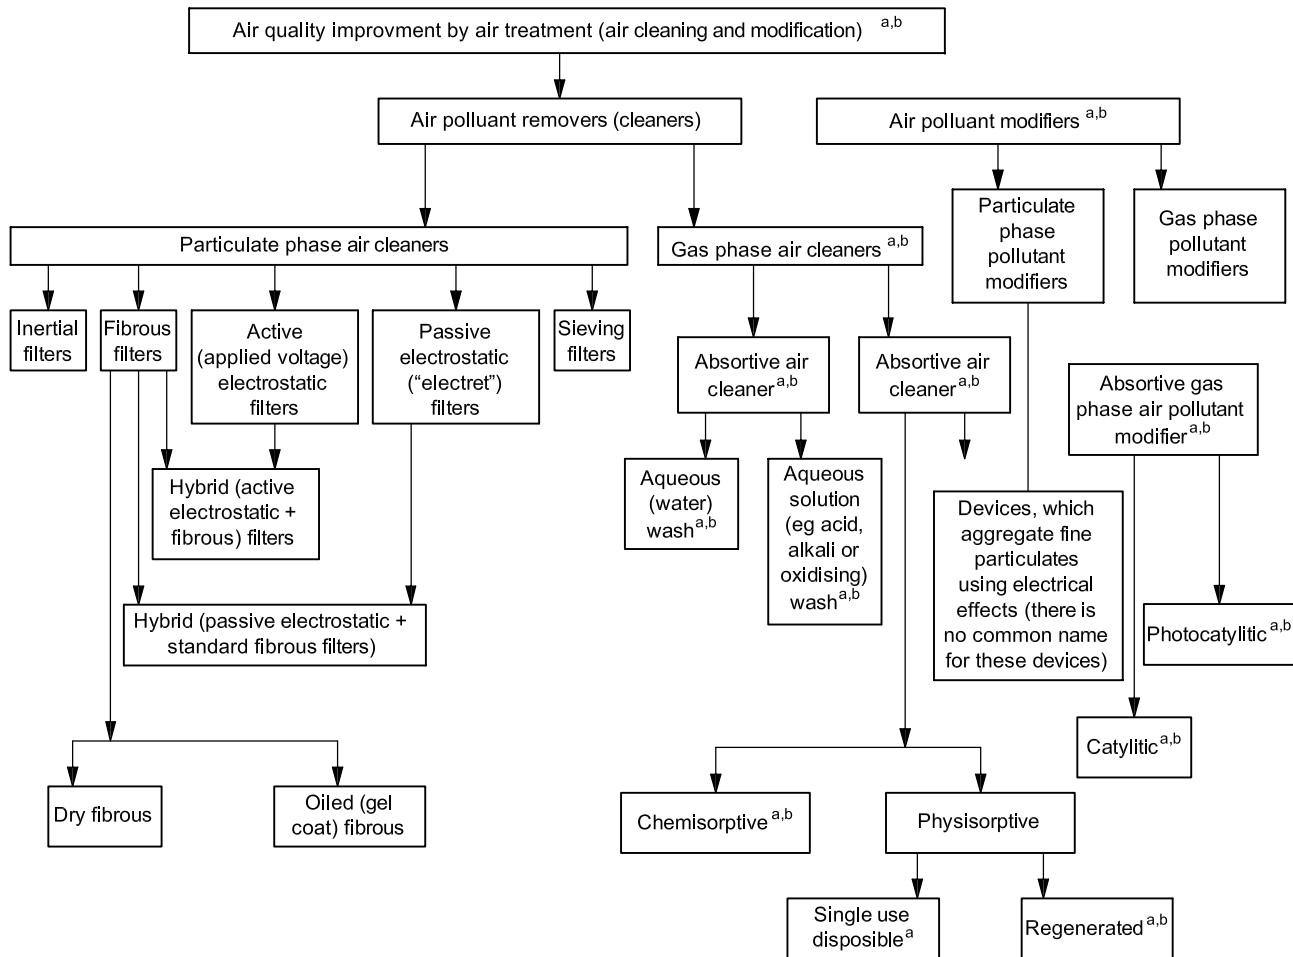 Air quality improvment by air treatment (air cleaning and modification) a,b
Air polluant removers (cleaners)
Air polluant modifiers a,b
Particulate phase air cleaners
Gas phase air cleaners a,b
Particulate
phase
pollutant
modifiers
Gas phase
pollutant
modifiers
Inertial
filters
Fibrous
filters
Active
(applied voltage)
electrostatic
filters
Passive
electrostatic
(“electret”)
filters
Sieving
filters
Absortive air
cleaner a,b
Absortive air
cleaner a,b
Absortive gas
phase air pollutant
modifier a,b
Hybrid (active
electrostatic +
fibrous) filters
Aqueous
(water)
wash a,b
Aqueous
solution
(eg acid,
alkali or
oxidising)
wash a,b
Devices, which
aggregate fine
particulates
using electrical
effects (there is
no common name
for these devices)
Hybrid (passive electrostatic +
standard fibrous filters)
Photocatylitic a,b
Catylitic a,b
Dry fibrous
Oiled (gel
coat) fibrous
Chemisorptive a,b
Physisorptive
Single use
disposible a
Regenerated a,b